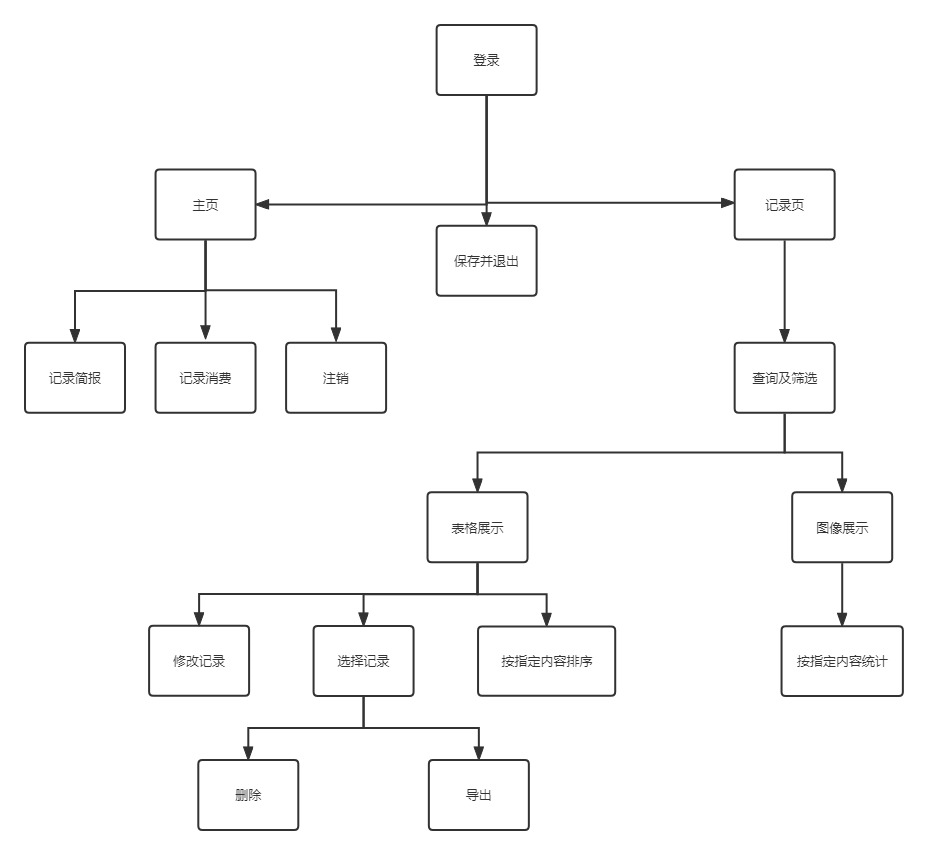 登录
主页
记录页
保存并退出
记录简报
记录消费
注销
查询及筛选
表格展示
图像展示
修改记录
选择记录
按指定内容排序
按指定内容统计
删除
导出